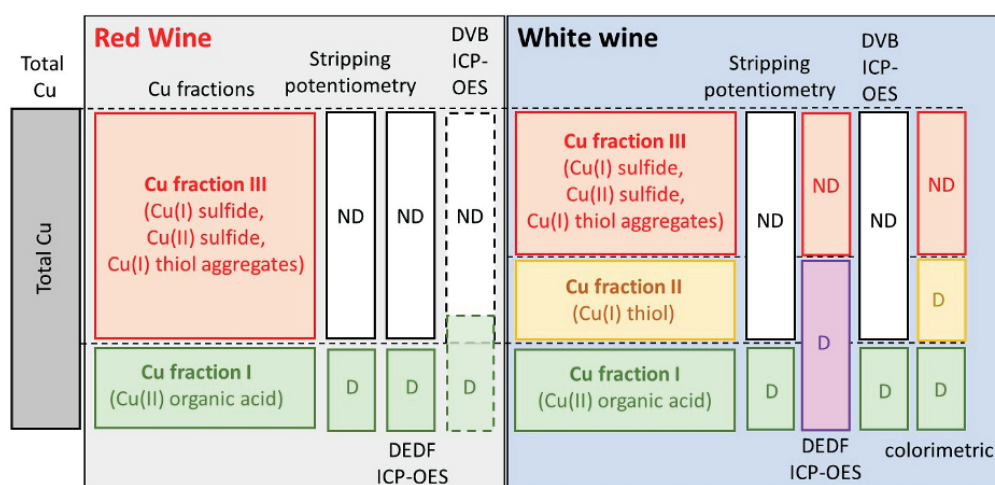 Total
Cu
Total Cu
Red Wine
Cu fractions
Stripping
potentiometry
DVB
ICP-
OES
Cu fraction III
(Cu(I) sulfide,
Cu(II) sulfide,
Cu(I) thiol aggregates)
ND
ND
ND
Cu fraction I
(Cu(II) organic acid)
D
D
D
DEDF
ICP-OES
White wine
Stripping
potentiometry
DVB
ICP-
OES
Cu fraction III
(Cu(I) sulfide,
Cu(II) sulfide,
Cu(I) thiol aggregates)
ND
ND
ND
ND
Cu fraction II
(Cu(I) thiol)
D
D
Cu fraction I
(Cu(II) organic acid)
D
D
D
DEDF
ICP-OES
colorimetric